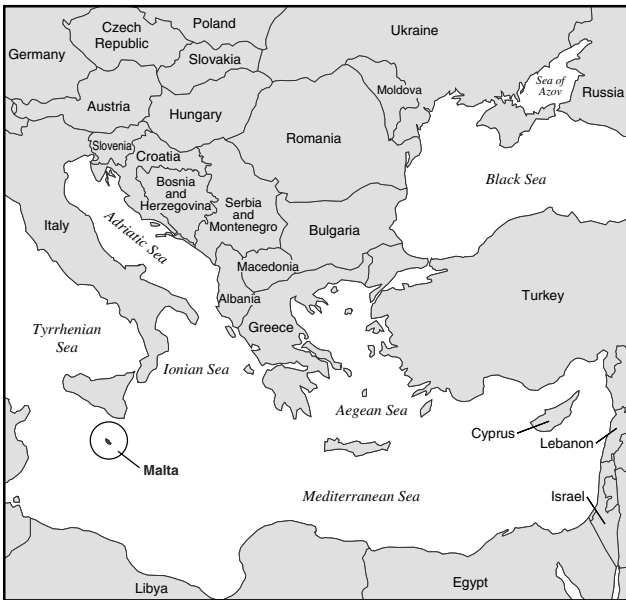 Poland
Czech
Republic
Ukraine
Germany
Slovakia
Sea of
Azov
Russia
Moldova
Austria
Hungary
Romania
Slovenia
Croatia
Bosnia
and
Herzegovina
Serbia
and
Montenegro
Black Sea
Italy
Adriatic Sea
Bulgaria
Macedonia
Albania
Turkey
Greece
Tyrrhenian
Sea
Ionian Sea
Aegean Sea
Cyprus
Lebanon
Malta
Mediterranean Sea
Israel
Libya
Egypt